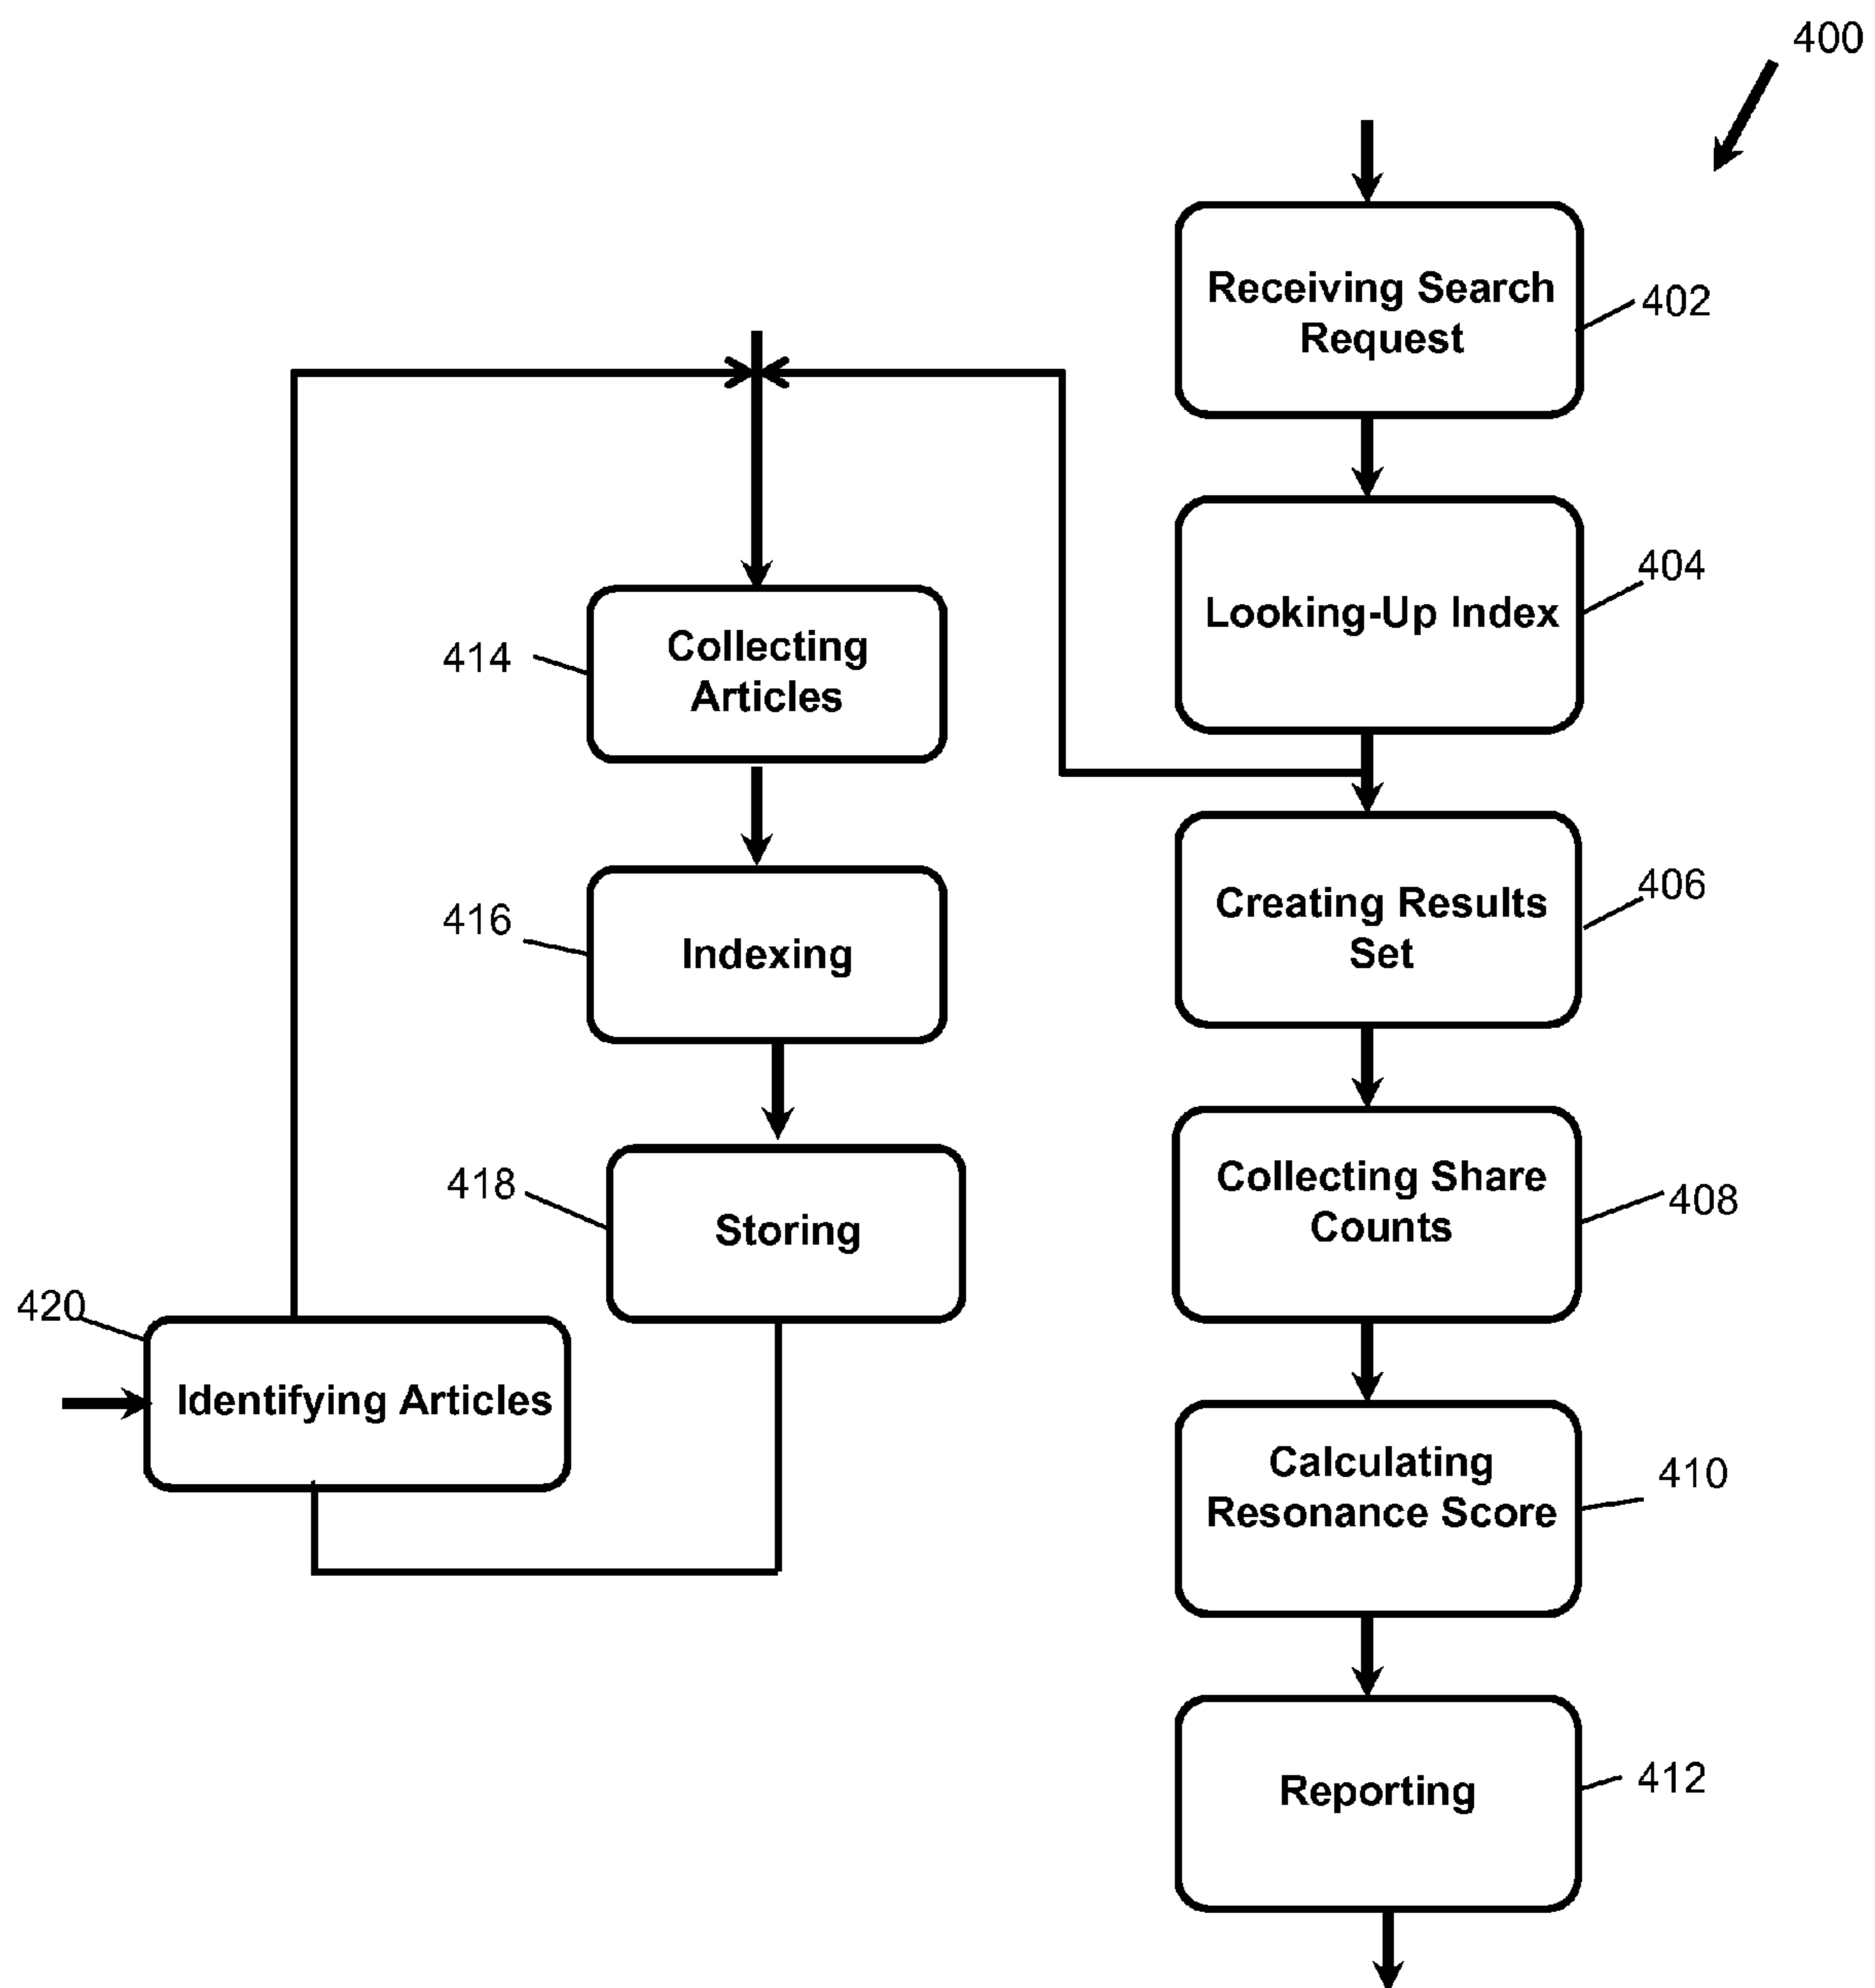 400
Receiving Search
Request
402
Looking-Up Index
404
Collecting
Articles
414
Creating Results
Set
406
Indexing
416
Collecting Share
Counts
408
Storing
418
Identifying Articles
420
Calculating
Resonance Score
410
Reporting
412